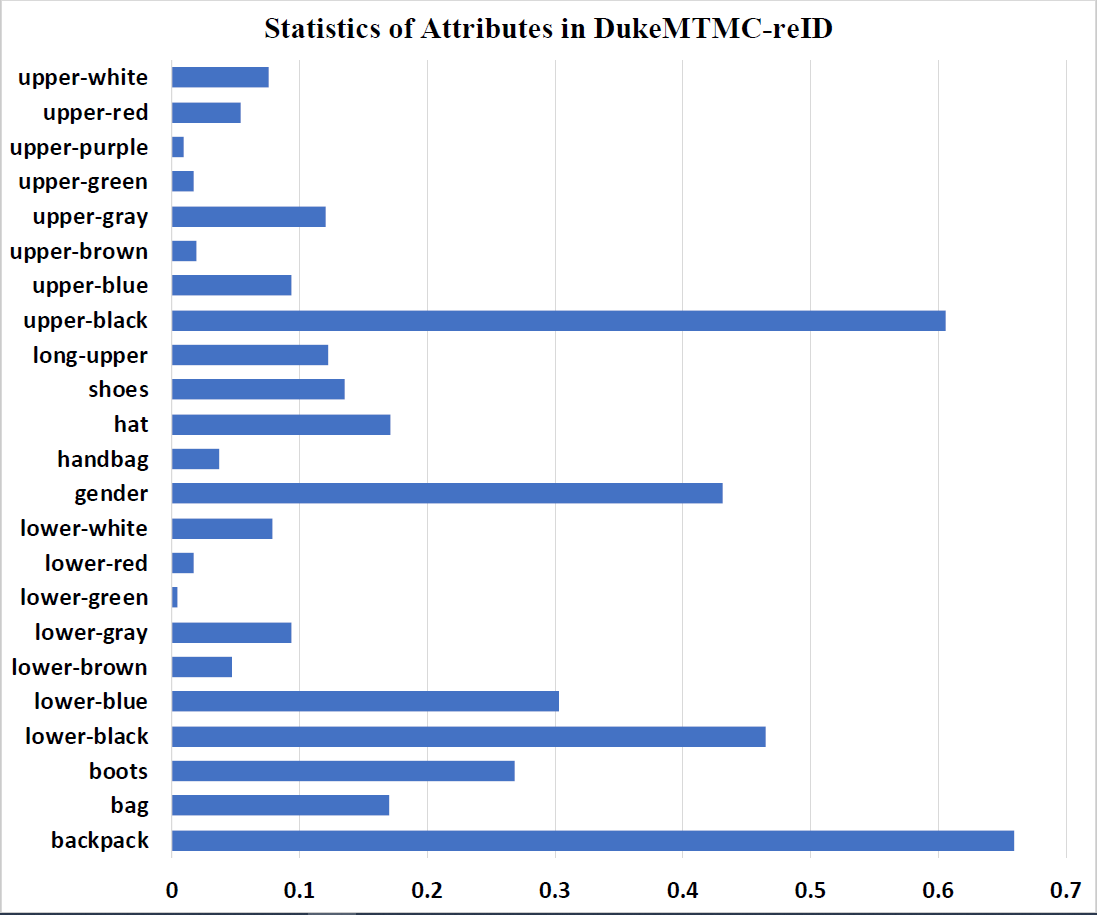 Statistics of Attributes in DukeMTMC-reID
upper-white
upper-red
upper-purple
upper-green
upper-gray
upper-brown
upper-blue
upper-black
long-upper
shoes
hat
handbag
gender
lower-white
lower-red
lower-green
lower-gray
lower-brown
lower-blue
lower-black
boots
bag
backpack
0 0.1 0.2 0.3 0.4 0.5 0.6 0.7